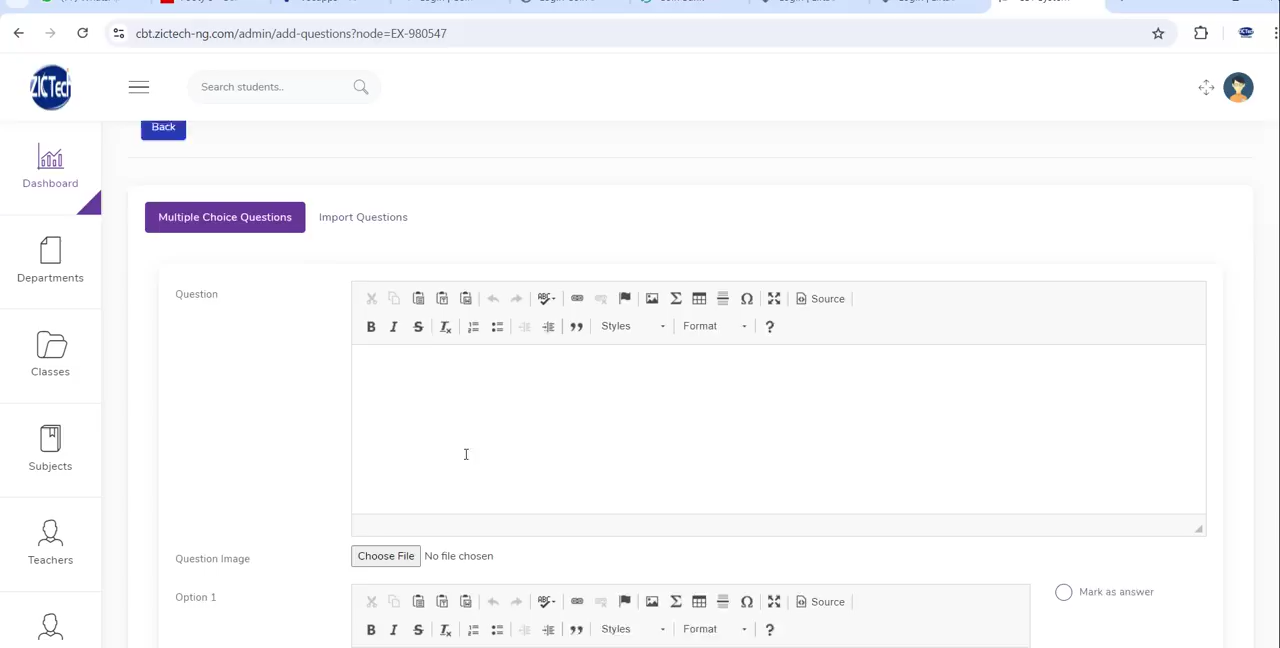 cbt.zictech-ng.com/admin/add-questions?node=EX-980547
ZICTech
Search students..
Back
Dashboard
Multiple Choice Questions
Import Questions
Departments
Question
Source
Styles
Format
?
Classes
Subjects
Teachers
Question Image
Choose File No file chosen
Option 1
Source
Mark as answer
Styles
Format
?